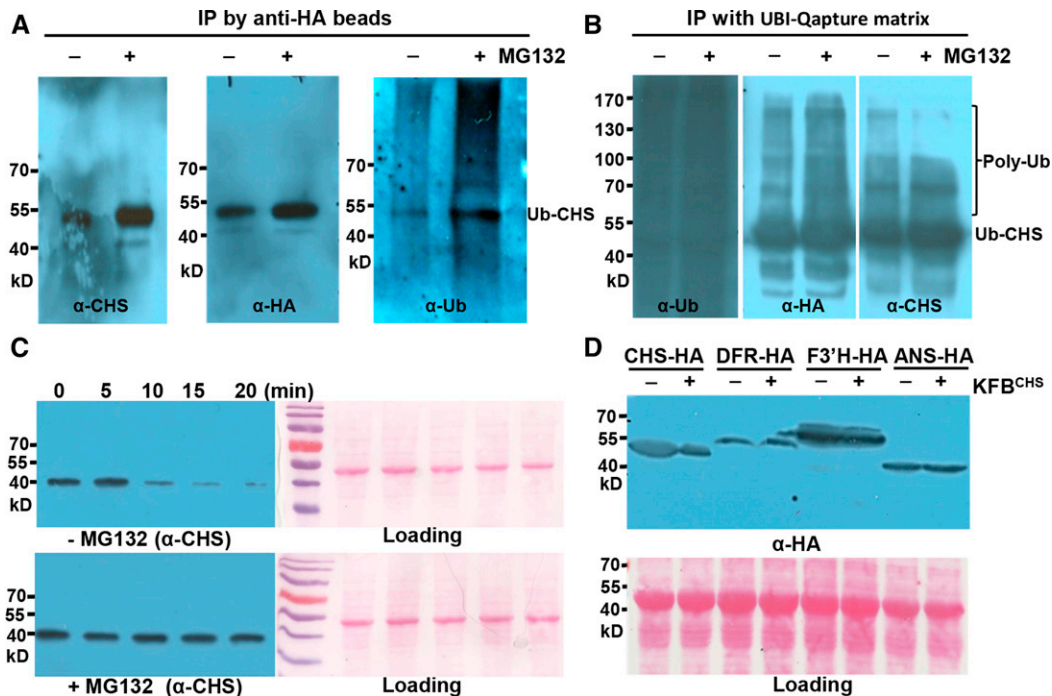 A
IP by anti-HA beads
– + – + – + MG132
70
55
40
kD
α-CHS
70
55
40
kD
α-HA
70
55
40
kD
α-Ub
Ub-CHS
B
IP with UBI-Qapture matrix
– + – + – + MG132
170
130
100
70
55
40
kD
α-Ub
α-HA
α-CHS
Poly-Ub
Ub-CHS
C
0 5 10 15 20 (min)
70
55
40
kD
- MG132 (α-CHS)
Loading
70
55
40
kD
+ MG132 (α-CHS)
Loading
D
CHS-HA DFR-HA F3'H-HA ANS-HA
– + – + – + – + KFBCHS
70
55
40
kD
α-HA
70
55
40
kD
Loading